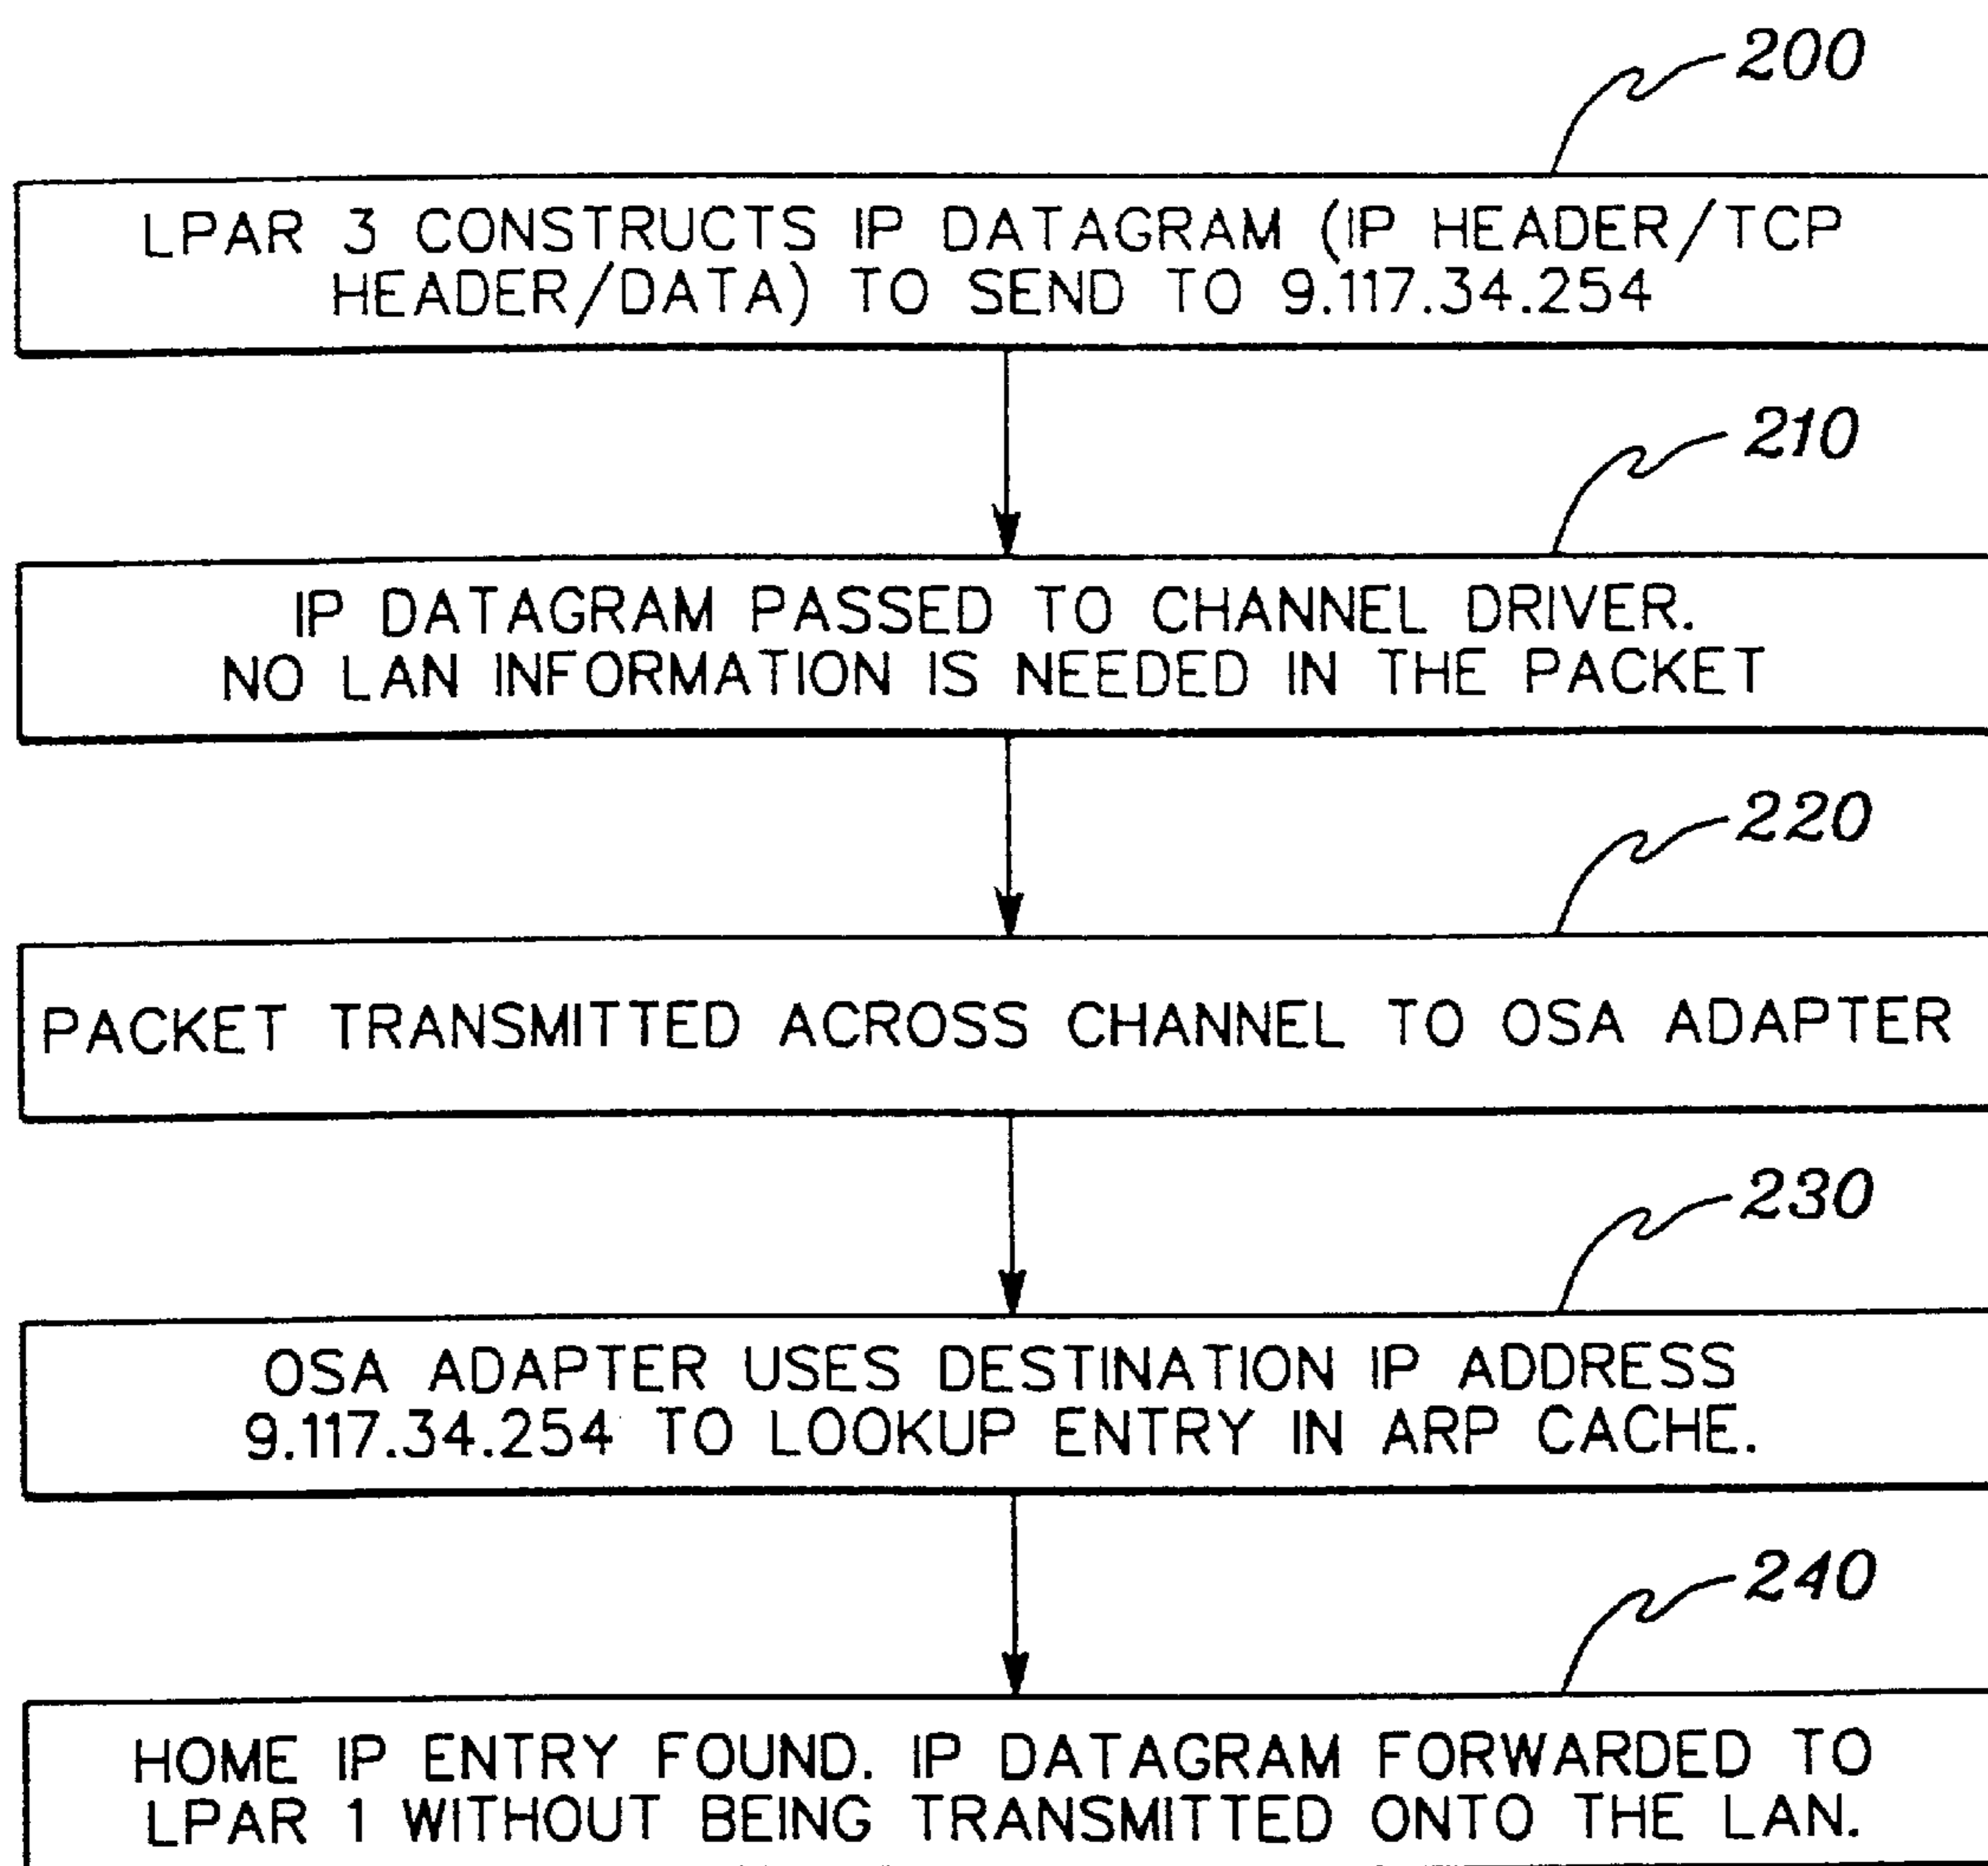 200
LPAR 3 CONSTRUCTS IP DATAGRAM (IP HEADER/TCP
HEADER/DATA) TO SEND TO 9.117.34.254
210
IP DATAGRAM PASSED TO CHANNEL DRIVER.
NO LAN INFORMATION IS NEEDED IN THE PACKET
220
PACKET TRANSMITTED ACROSS CHANNEL TO OSA ADAPTER
230
OSA ADAPTER USES DESTINATION IP ADDRESS
9.117.34.254 TO LOOKUP ENTRY IN ARP CACHE.
240
HOME IP ENTRY FOUND. IP DATAGRAM FORWARDED TO
LPAR 1 WITHOUT BEING TRANSMITTED ONTO THE LAN.